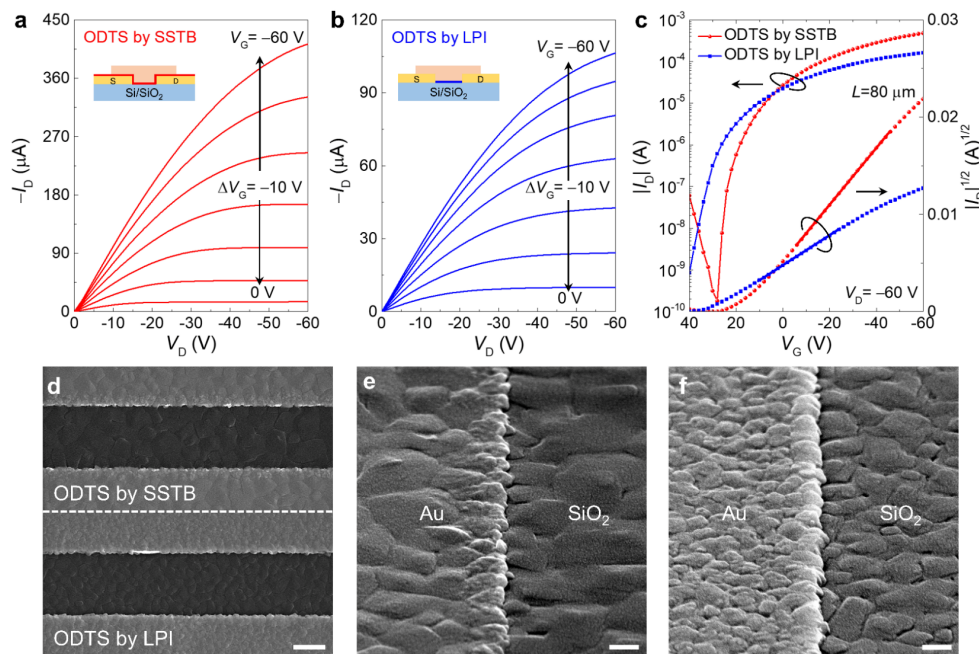 a
450
360
270
180
90
0
−I_D (μA)
ODTS by SSTB
V_G= −60 V
S
D
Si/SiO₂
ΔV_G= −10 V
0 V
0 -10 -20 -30 -40 -50 -60
V_D (V)
b
120
90
60
30
0
−I_D (μA)
ODTS by LPI
V_G= −60 V
S
D
Si/SiO₂
ΔV_G= −10 V
0 V
0 -10 -20 -30 -40 -50 -60
V_D (V)
c
10⁻³
10⁻⁴
10⁻⁵
10⁻⁶
10⁻⁷
10⁻⁸
10⁻⁹
10⁻¹⁰
|I_D| (A)
ODTS by SSTB
ODTS by LPI
L=80 μm
V_D= −60 V
0.03
0.02
0.01
0
|I_D|^1/2 (A)^1/2
40 20 0 -20 -40 -60
V_G (V)
d
ODTS by SSTB
ODTS by LPI
e
Au
SiO₂
f
Au
SiO₂